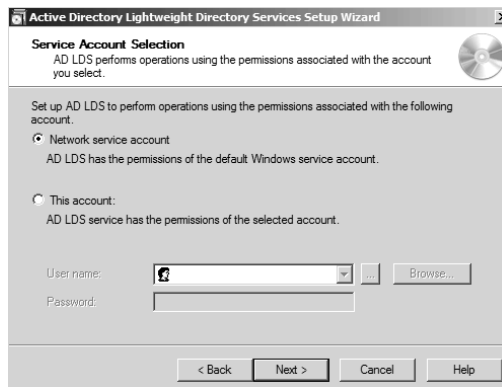 Active Directory Lightweight Directory Services Setup Wizard
Service Account Selection
AD LDS performs operations using the permissions associated with the account
you select.
Set up AD LDS to perform operations using the permissions associated with the following
account.
Network service account
AD LDS has the permissions of the default Windows service account.
This account:
AD LDS service has the permissions of the selected account.
User name:
... Browse...
Password:
< Back Next > Cancel Help